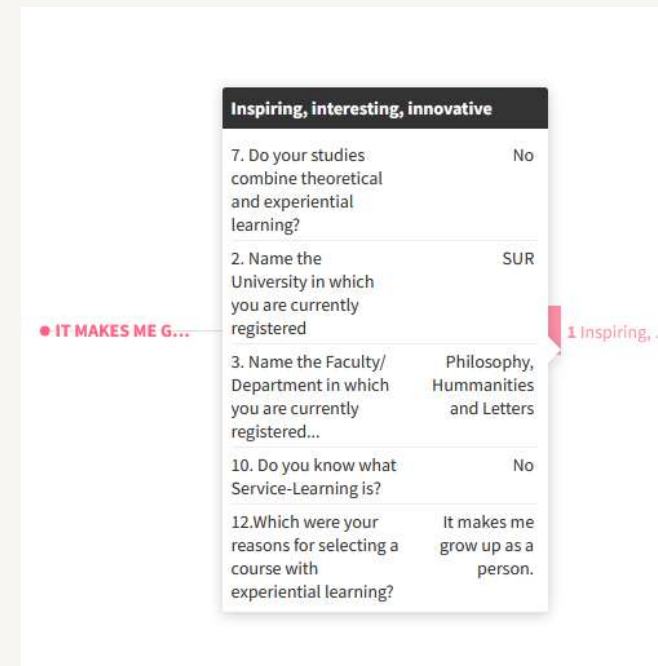 Inspiring, interesting, innovative
7. Do your studies No
combine theoretical
and experiential
learning?
2. Name the SUR
University in which
you are currently
registered
● IT MAKES ME G...
1 Inspiring, .
3. Name the Faculty/ Philosophy,
Department in which Hummanities
you are currently and Letters
registered...
10. Do you know what No
Service-Learning is?
12.Which were your It makes me
reasons for selecting a grow up as a
course with person.
experiential learning?